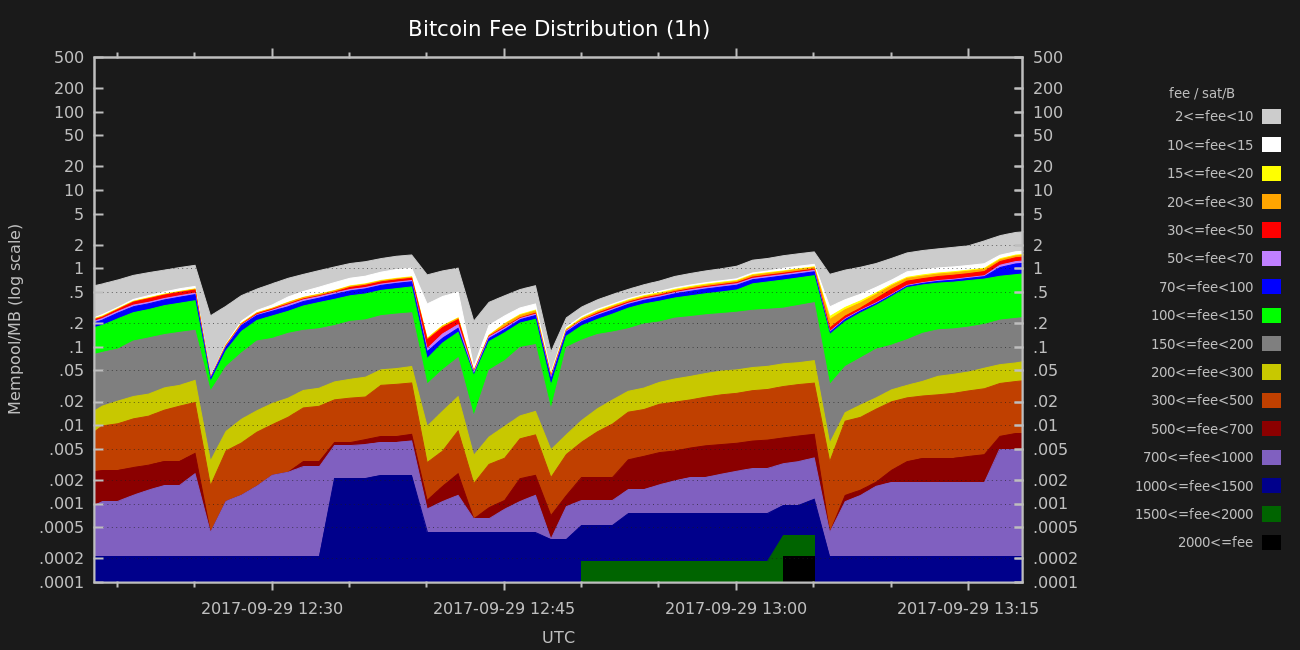 Bitcoin Fee Distribution (1h)
Mempool/MB (log scale)
500
200
100
50
20
10
5
2
1
.5
.2
.1
.05
.02
.01
.005
.002
.001
.0005
.0002
.0001
500
200
100
50
20
10
5
2
1
.5
.2
.1
.05
.02
.01
.005
.002
.001
.0005
.0002
.0001
fee / sat/B
2<=fee<10
10<=fee<15
15<=fee<20
20<=fee<30
30<=fee<50
50<=fee<70
70<=fee<100
100<=fee<150
150<=fee<200
200<=fee<300
300<=fee<500
500<=fee<700
700<=fee<1000
1000<=fee<1500
1500<=fee<2000
2000<=fee
2017-09-29 12:30 2017-09-29 12:45 2017-09-29 13:00 2017-09-29 13:15
UTC